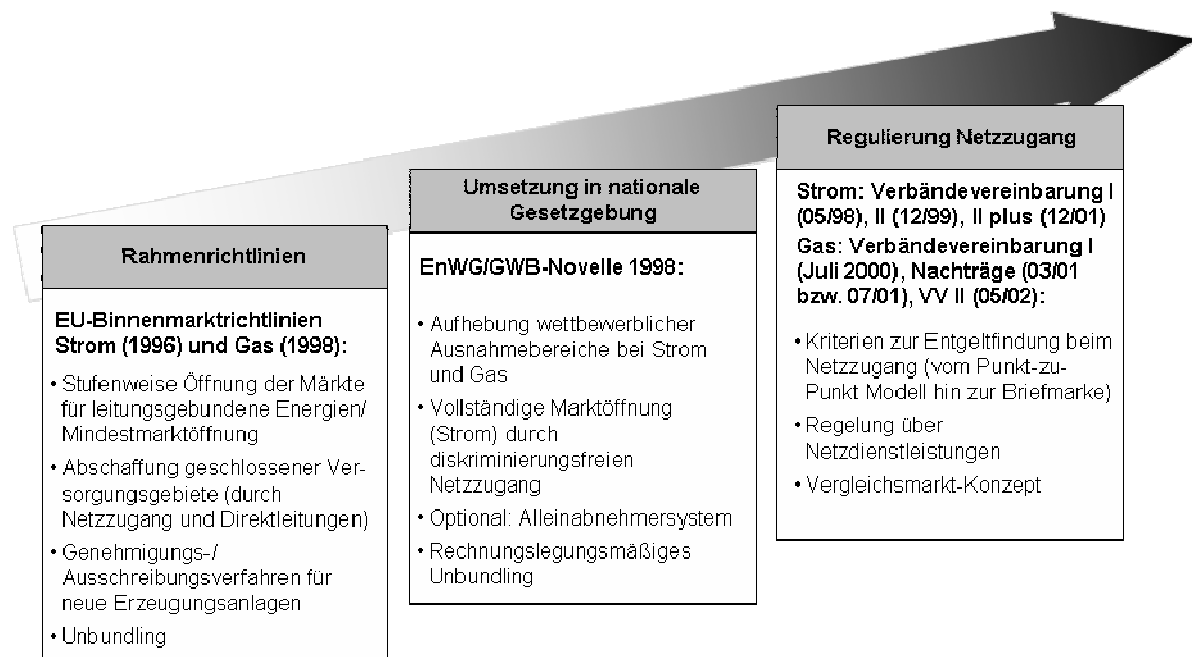 Rahmenrichtlinien
EU-Binnenmarktrichtlinien
Strom (1996) und Gas (1998):
• Stufenweise Öffnung der Märkte
für leitungsgebundene Energien/
Mindestmarktöffnung
• Abschaffung geschlossener Ver-
sorgungsgebiete (durch
Netzzugang und Direktleitungen)
• Genehmigungs-/
Ausschreibungsverfahren für
neue Erzeugungsanlagen
• Unbundling
Umsetzung in nationale
Gesetzgebung
EnWG/GWB-Novelle 1998:
• Aufhebung wettbewerblicher
Ausnahmebereiche bei Strom
und Gas
• Vollständige Marktöffnung
(Strom) durch
diskriminierungsfreien
Netzzugang
• Optional: Alleinabnehmersystem
• Rechnungslegungsmäßiges
Unbundling
Regulierung Netzzugang
Strom: Verbändevereinbarung I
(05/98), II (12/99), II plus (12/01)
Gas: Verbändevereinbarung I
(Juli 2000), Nachträge (03/01
bzw. 07/01), VV II (05/02):
• Kriterien zur Entgeltfindung beim
Netzzugang (vom Punkt-zu-
Punkt Modell hin zur Briefmarke)
• Regelung über
Netzdienstleistungen
• Vergleichsmarkt-Konzept